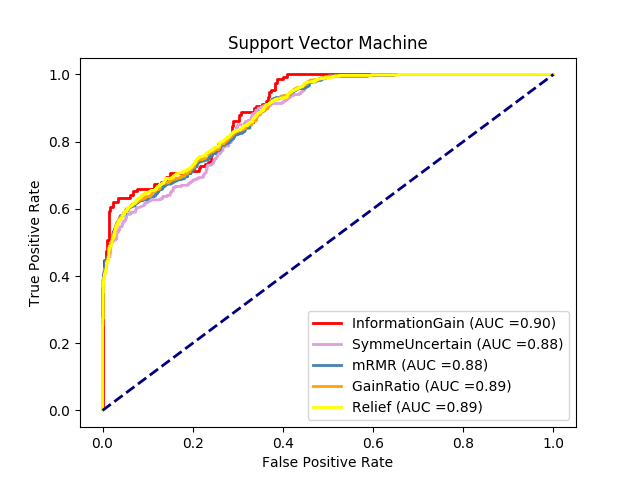 Support Vector Machine
True Positive Rate
1.0
0.8
0.6
0.4
0.2
0.0
InformationGain (AUC =0.90)
SymmeUncertain (AUC =0.88)
mRMR (AUC =0.88)
GainRatio (AUC =0.89)
Relief (AUC =0.89)
0.0 0.2 0.4 0.6 0.8 1.0
False Positive Rate